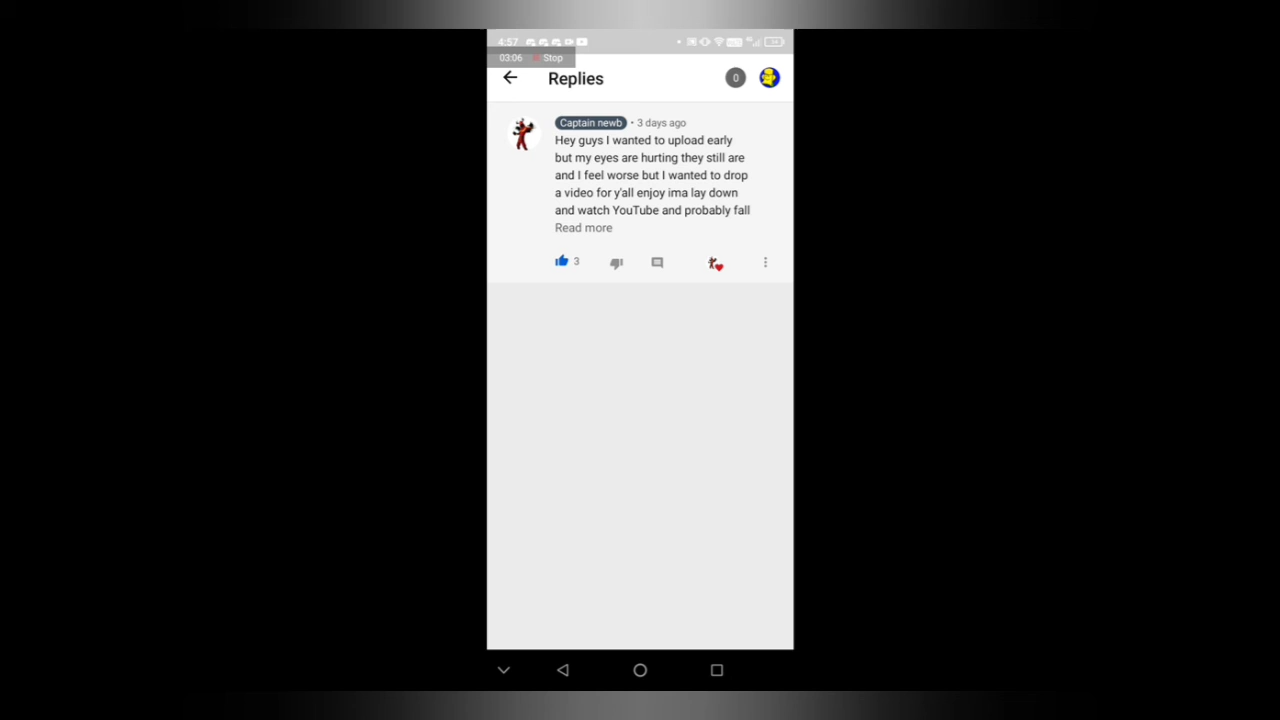 4:57
03:06 Stop
Replies
0
Captain newb • 3 days ago
Hey guys I wanted to upload early
but my eyes are hurting they still are
and I feel worse but I wanted to drop
a video for y'all enjoy ima lay down
and watch YouTube and probably fall
Read more
3